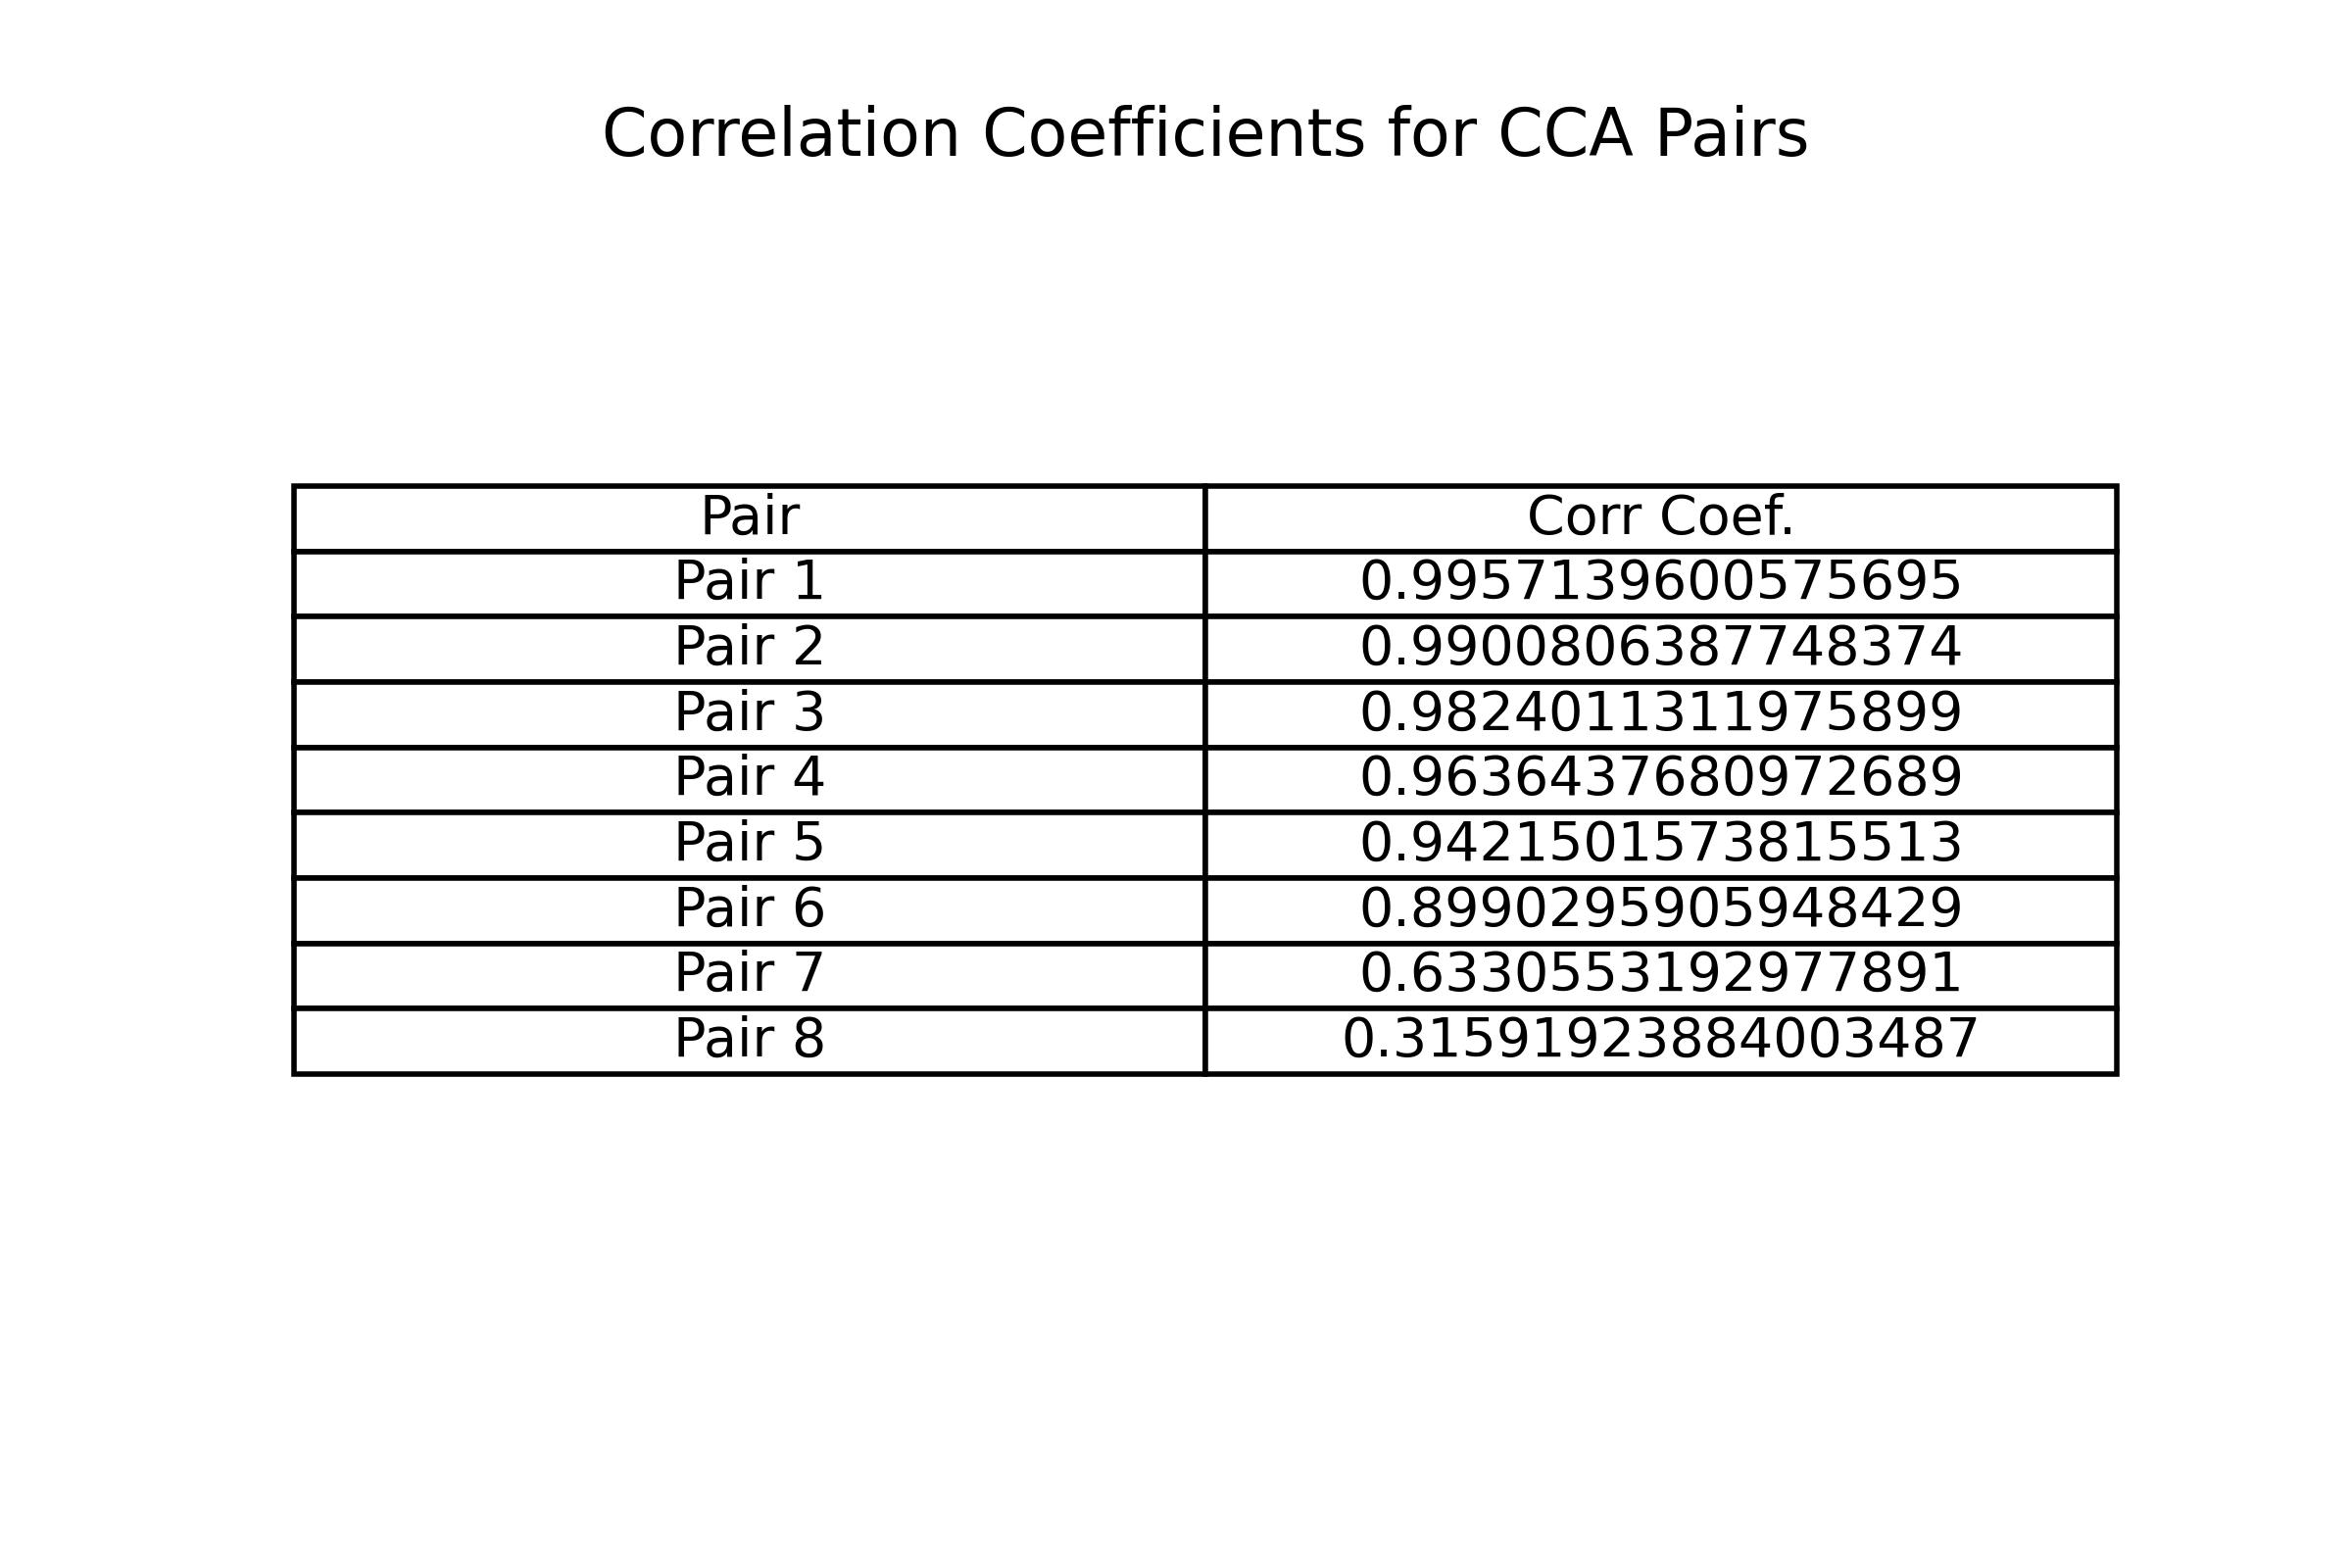 Correlation Coefficients for CCA Pairs
Pair Corr Coef.
Pair 1 0.9957139600575695
Pair 2 0.9900806387748374
Pair 3 0.9824011311975899
Pair 4 0.9636437680972689
Pair 5 0.9421501573815513
Pair 6 0.8990295905948429
Pair 7 0.6330553192977891
Pair 8 0.31591923884003487